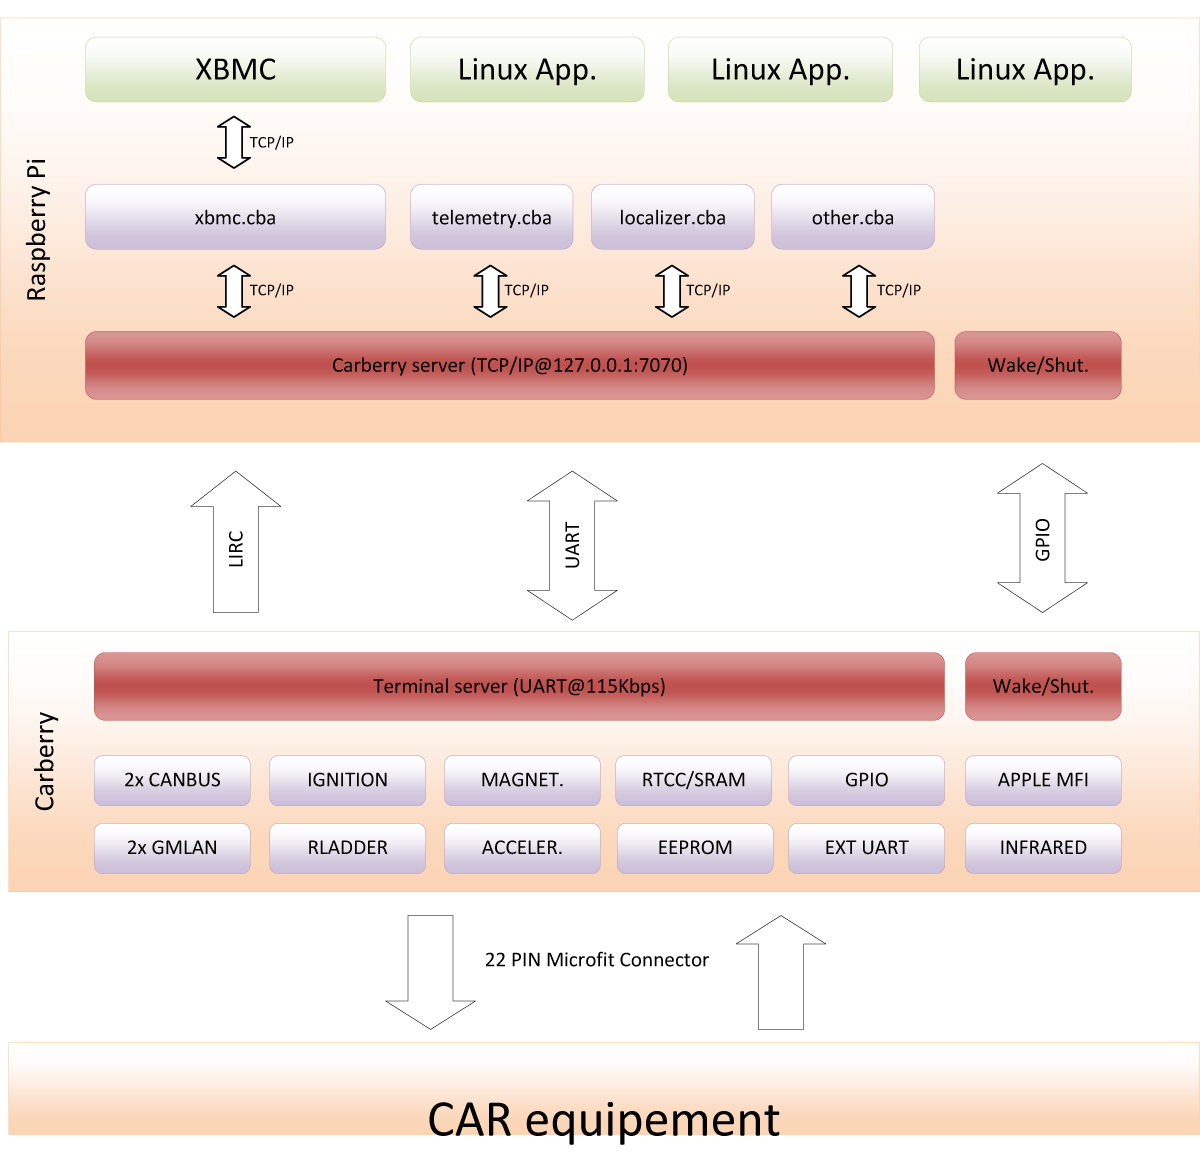 XBMC
Linux App.
Linux App.
Linux App.
TCP/IP
Raspberry Pi
xbmc.cba
telemetry.cba
localizer.cba
other.cba
TCP/IP
TCP/IP
TCP/IP
TCP/IP
Carberry server (TCP/IP@127.0.0.1:7070)
Wake/Shut.
LIRC
UART
GPIO
Carberry
Terminal server (UART@115Kbps)
Wake/Shut.
2x CANBUS
IGNITION
MAGNET.
RTCC/SRAM
GPIO
APPLE MFI
2x GMLAN
RLADDER
ACCELER.
EEPROM
EXT UART
INFRARED
22 PIN Microfit Connector
CAR equipement